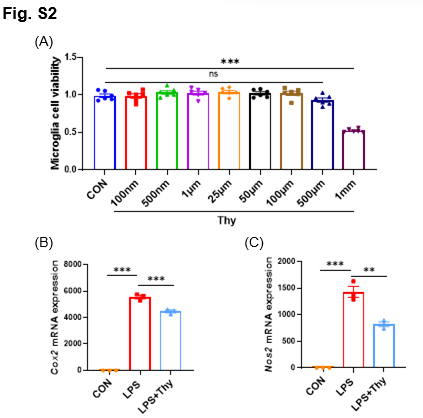 Fig. S2
(A)
Microglia cell viability
1.5
1.0
0.5
0.0
***
ns
CON
100nm
500nm
1μm
25μm
50μm
100μm
500μm
1mm
Thy
(B)
Cox2 mRNA expression
8000
6000
4000
2000
0
***
***
CON
LPS
LPS+Thy
(C)
Nos2 mRNA expression
2000
1500
1000
500
0
***
**
CON
LPS
LPS+Thy